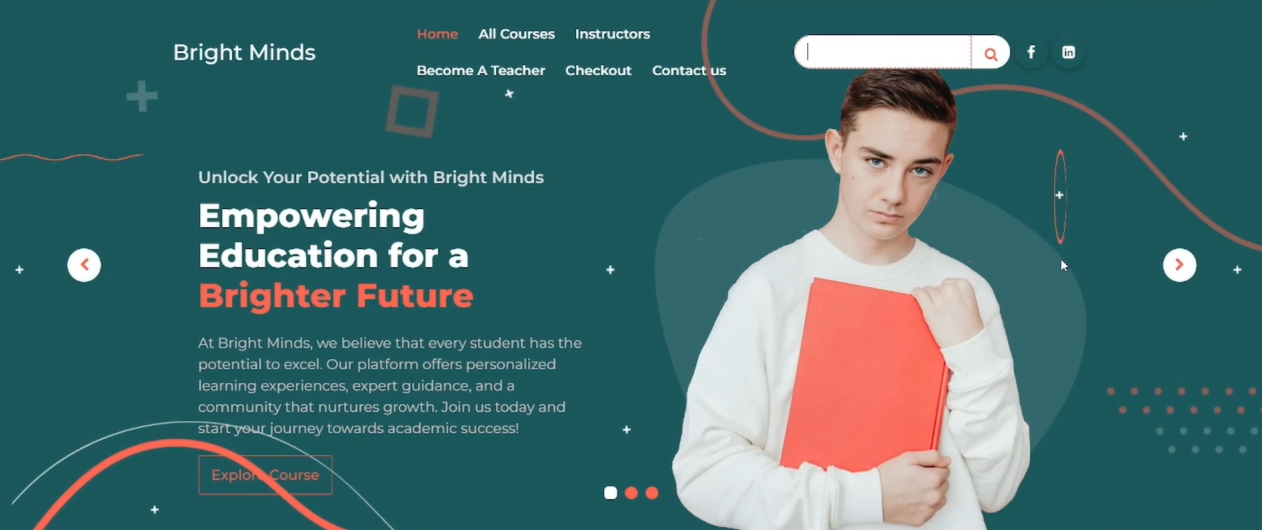 Bright Minds
Home All Courses Instructors
Become A Teacher Checkout Contact us
Unlock Your Potential with Bright Minds
Empowering
Education for a
Brighter Future
At Bright Minds, we believe that every student has the
potential to excel. Our platform offers personalized
learning experiences, expert guidance, and a
community that nurtures growth. Join us today and
start your journey towards academic success!
Explore Course